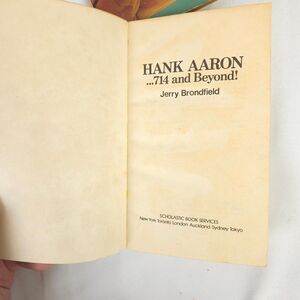 HANK AARON
...714 and Beyond!
Jerry Brondfield
SCHOLASTIC BOOK SERVICES
New York Toronto London Auckland Sydney Tokyo